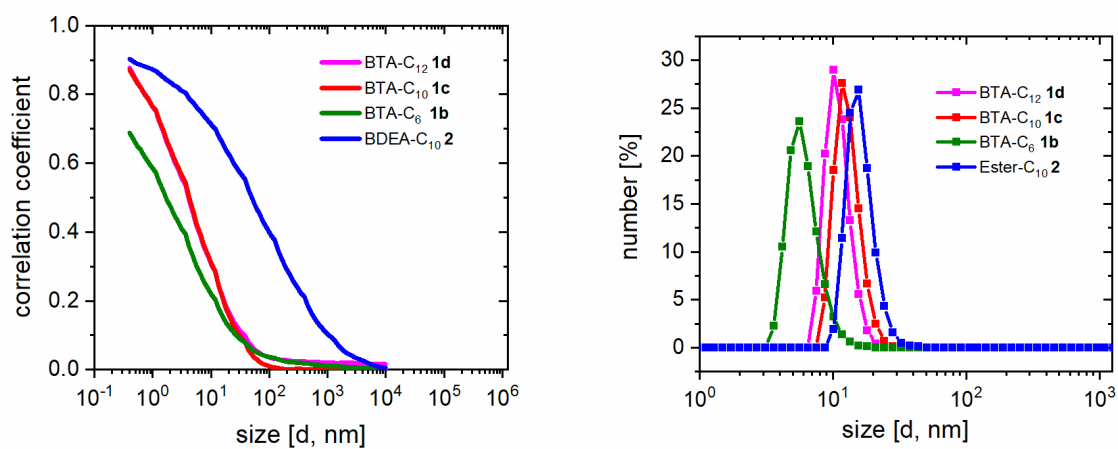 1.0
0.8
0.6
0.4
0.2
0.0
correlation coefficient
BTA-C₁₂ 1d
BTA-C₁₀ 1c
BTA-C₆ 1b
BDEA-C₁₀ 2
10⁻¹ 10⁰ 10¹ 10² 10³ 10⁴ 10⁵ 10⁶
size [d, nm]
30
25
20
15
10
5
0
number [%]
BTA-C₁₂ 1d
BTA-C₁₀ 1c
BTA-C₆ 1b
Ester-C₁₀ 2
10⁰ 10¹ 10² 10³
size [d, nm]